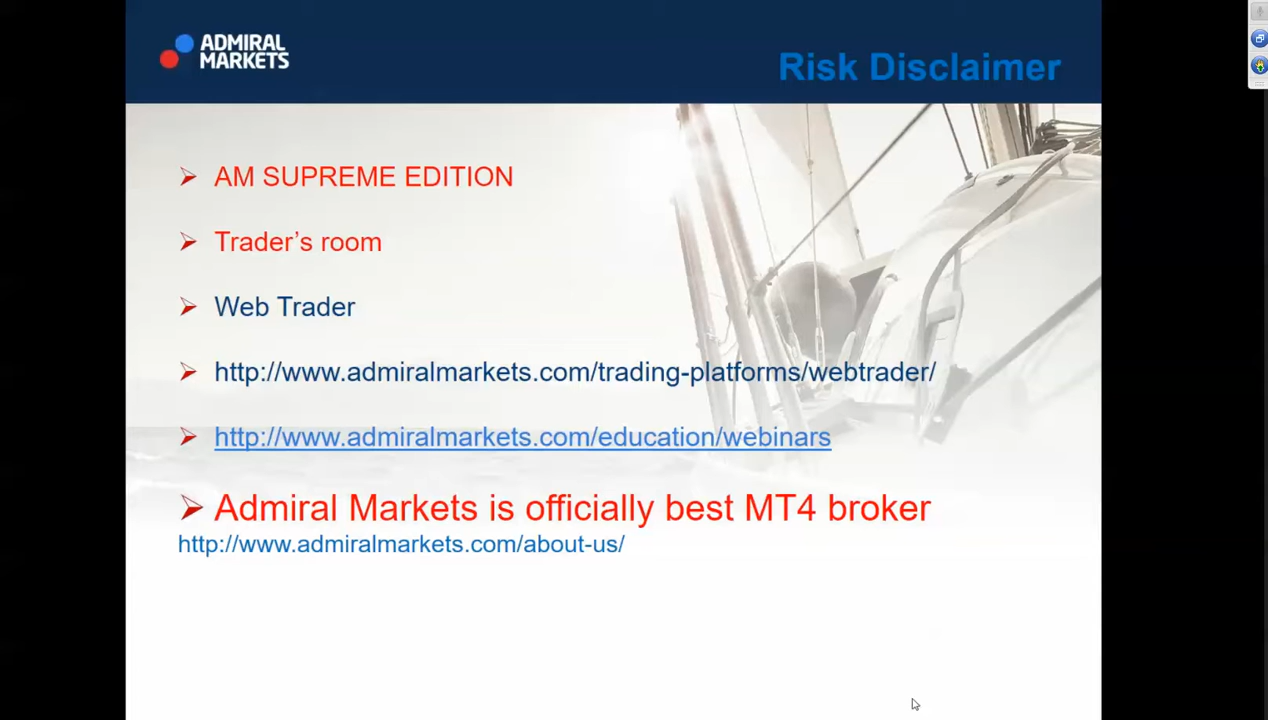 ADMIRAL
MARKETS
Risk Disclaimer
AM SUPREME EDITION
Trader’s room
Web Trader
http://www.admiralmarkets.com/trading-platforms/webtrader/
http://www.admiralmarkets.com/education/webinars
Admiral Markets is officially best MT4 broker
http://www.admiralmarkets.com/about-us/